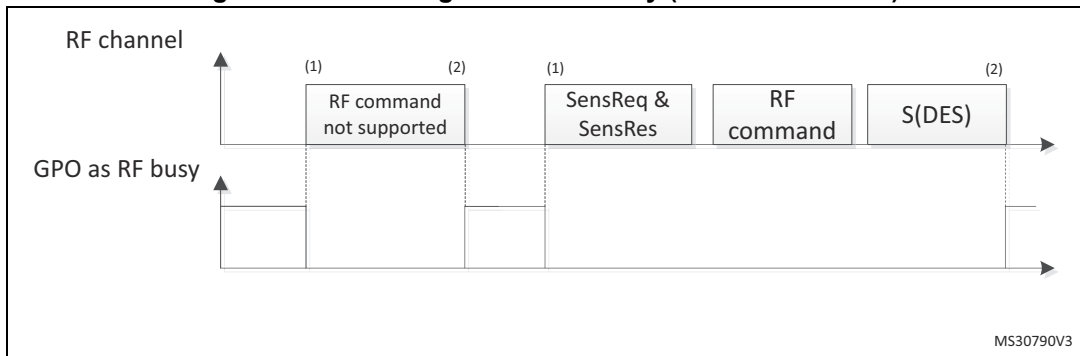 RF channel
(1) (2) (1) (2)
RF command
not supported
SensReq &
SensRes
RF
command
S(DES)
GPO as RF busy
MS30790V3